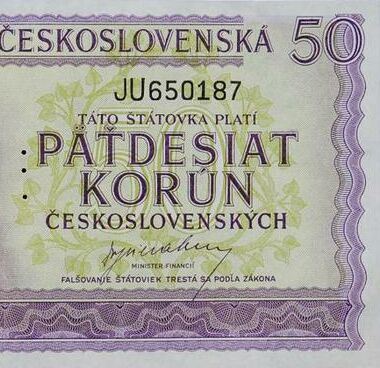 ČESKOSLOVENSKÁ 50
JU650187
TÁTO ŠTÁTOVKA PLATÍ
PÄŤDESIAT
KORÚN
ČESKOSLOVENSKÝCH
MINISTER FINANCIÍ
FALŠOVANIE ŠTÁTOVIEK TRESTÁ SA PODĽA ZÁKONA